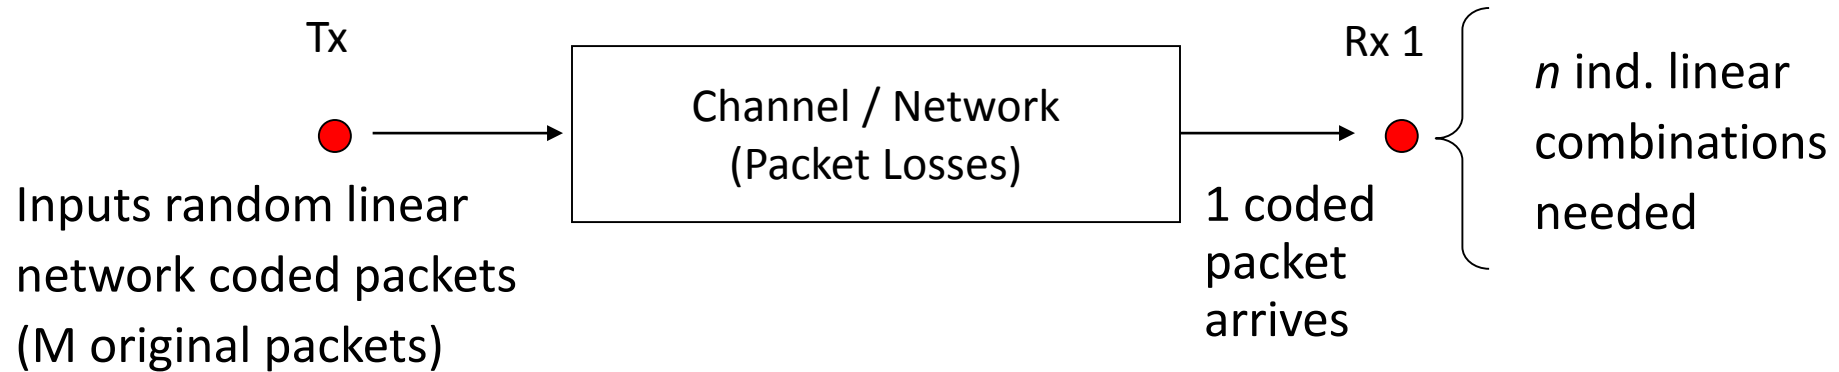 Tx
Inputs random linear
network coded packets
(M original packets)
Channel / Network
(Packet Losses)
1 coded
packet
arrives
Rx 1
n ind. linear
combinations
needed